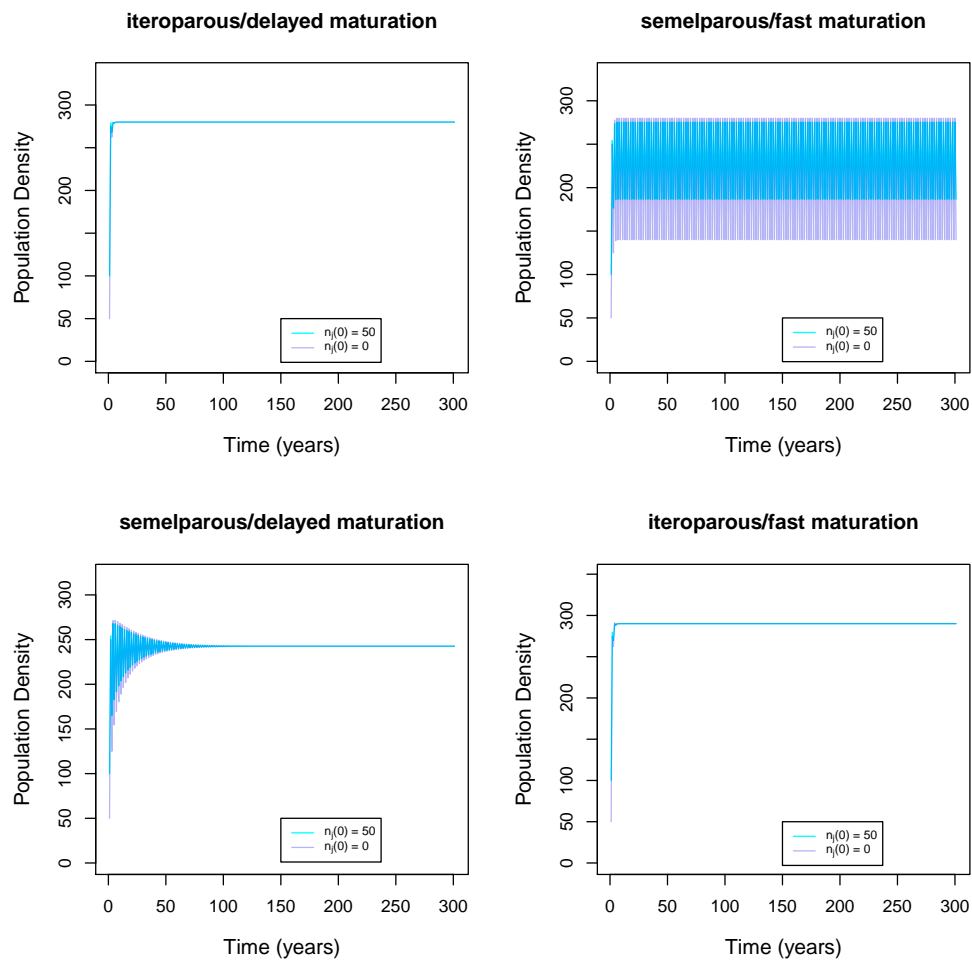 iteroparous/delayed maturation
Population Density
0 50 100 200 300
nj(0) = 50
nj(0) = 0
0 50 100 150 200 250 300
Time (years)
semelparous/fast maturation
Population Density
0 50 100 200 300
nj(0) = 50
nj(0) = 0
0 50 100 150 200 250 300
Time (years)
semelparous/delayed maturation
Population Density
0 50 100 150 200 250 300
nj(0) = 50
nj(0) = 0
0 50 100 150 200 250 300
Time (years)
iteroparous/fast maturation
Population Density
0 50 100 200 300
nj(0) = 50
nj(0) = 0
0 50 100 150 200 250 300
Time (years)